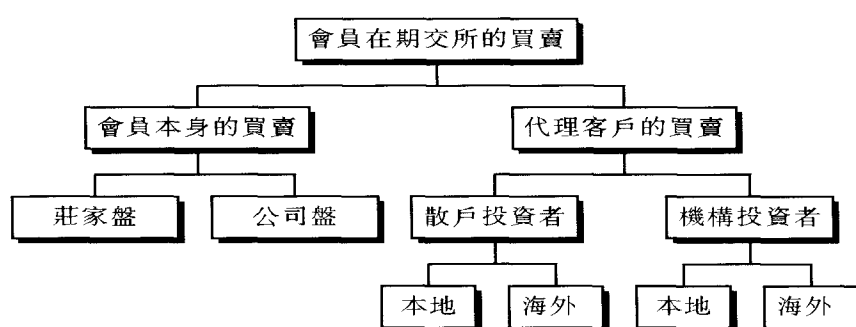 會員在期交所的買賣
會員本身的買賣
代理客戶的買賣
莊家盤
公司盤
散戶投資者
機構投資者
本地
海外
本地
海外